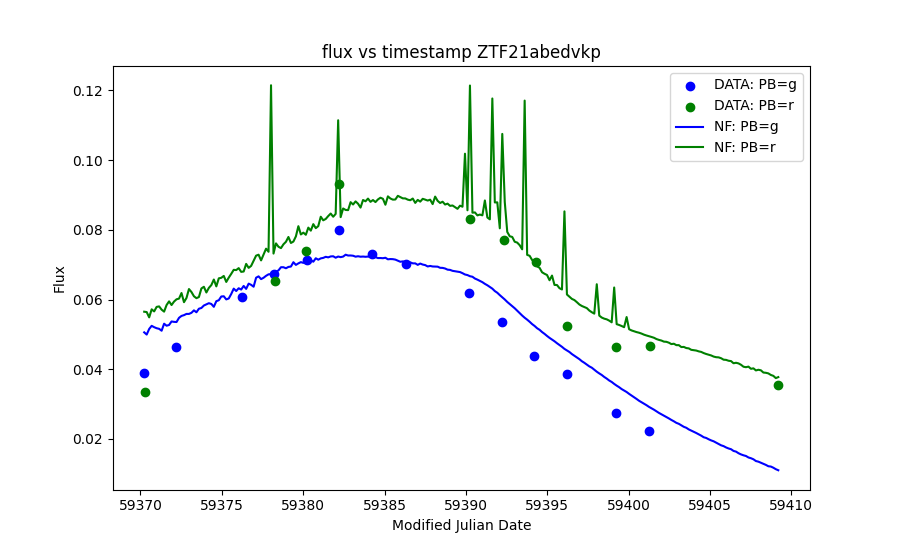 flux vs timestamp ZTF21abedvkp
DATA: PB=g
DATA: PB=r
NF: PB=g
NF: PB=r
0.12
0.10
0.08
0.06
0.04
0.02
Flux
59370 59375 59380 59385 59390 59395 59400 59405 59410
Modified Julian Date